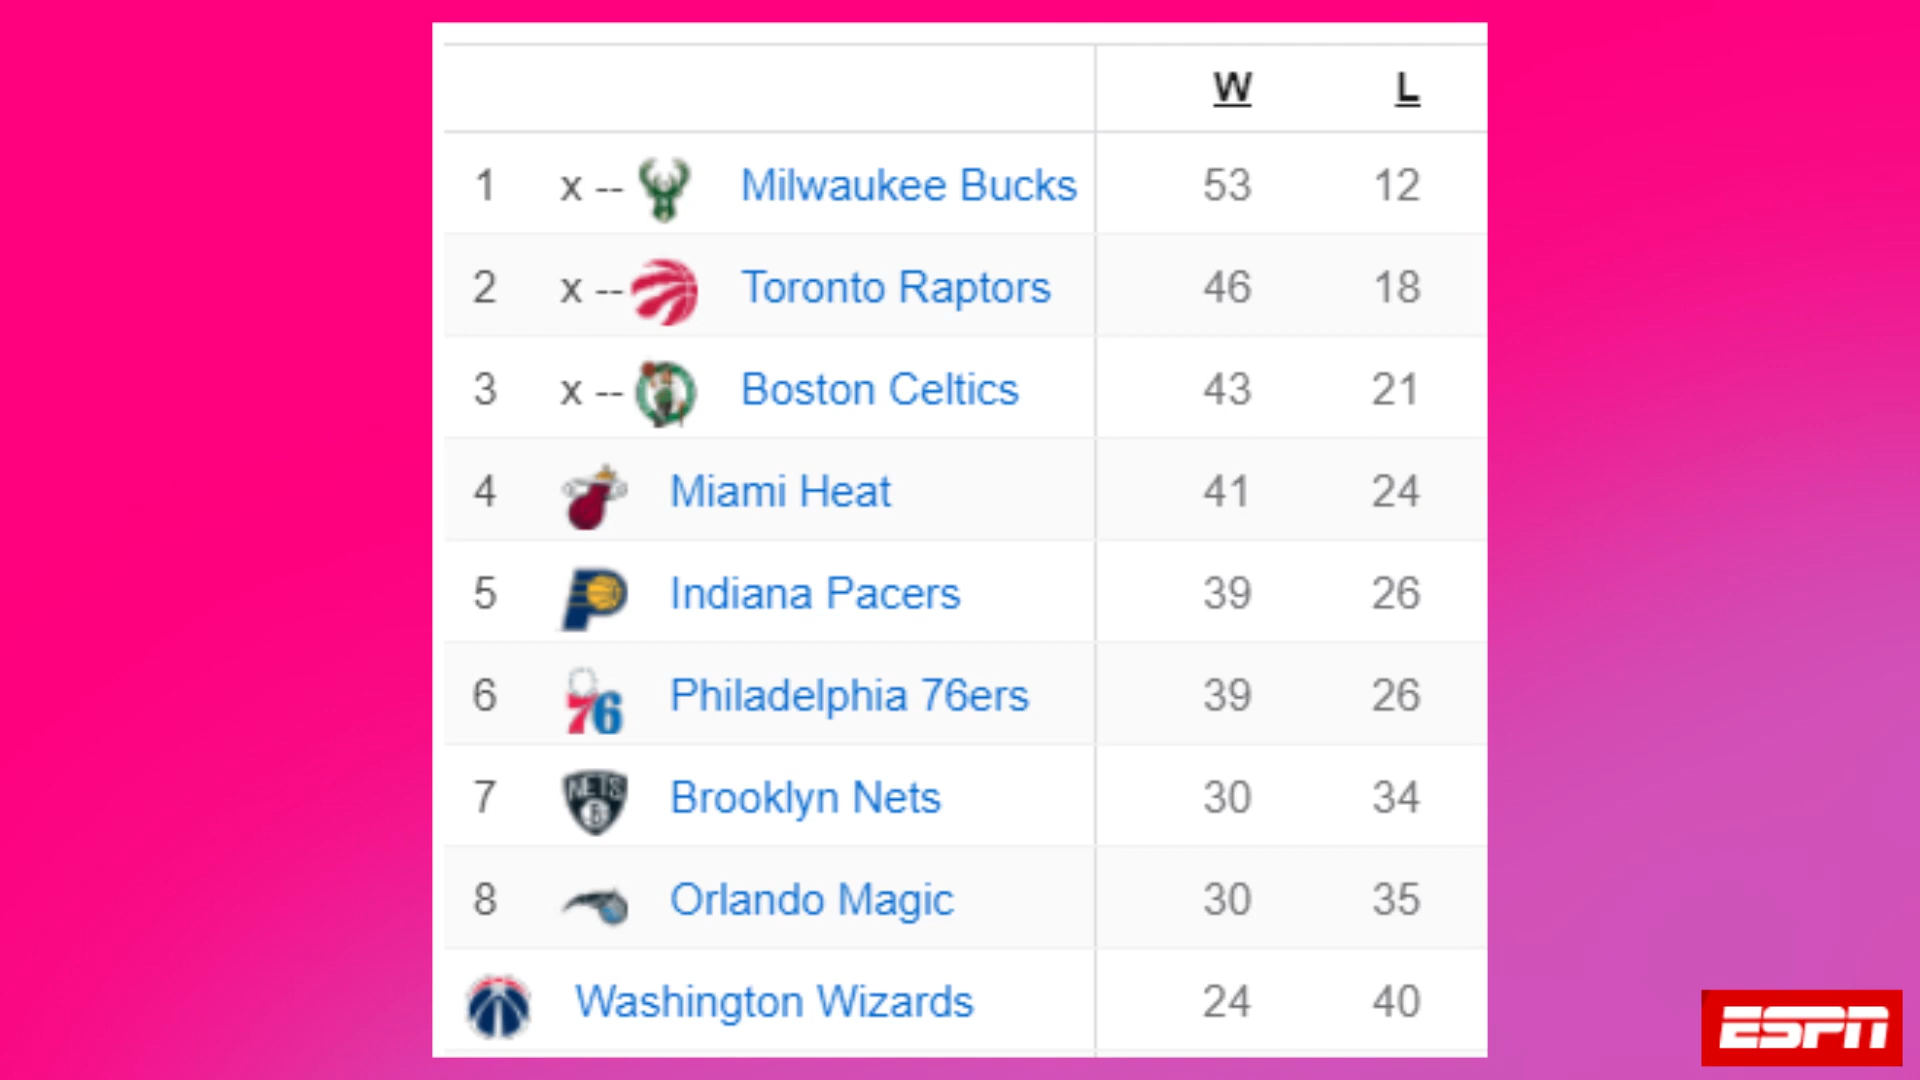 W L
1 x -- Milwaukee Bucks 53 12
2 x -- Toronto Raptors 46 18
3 x -- Boston Celtics 43 21
4 Miami Heat 41 24
5 Indiana Pacers 39 26
6 76 Philadelphia 76ers 39 26
7 NETS B Brooklyn Nets 30 34
8 Orlando Magic 30 35
Washington Wizards 24 40
ESPN